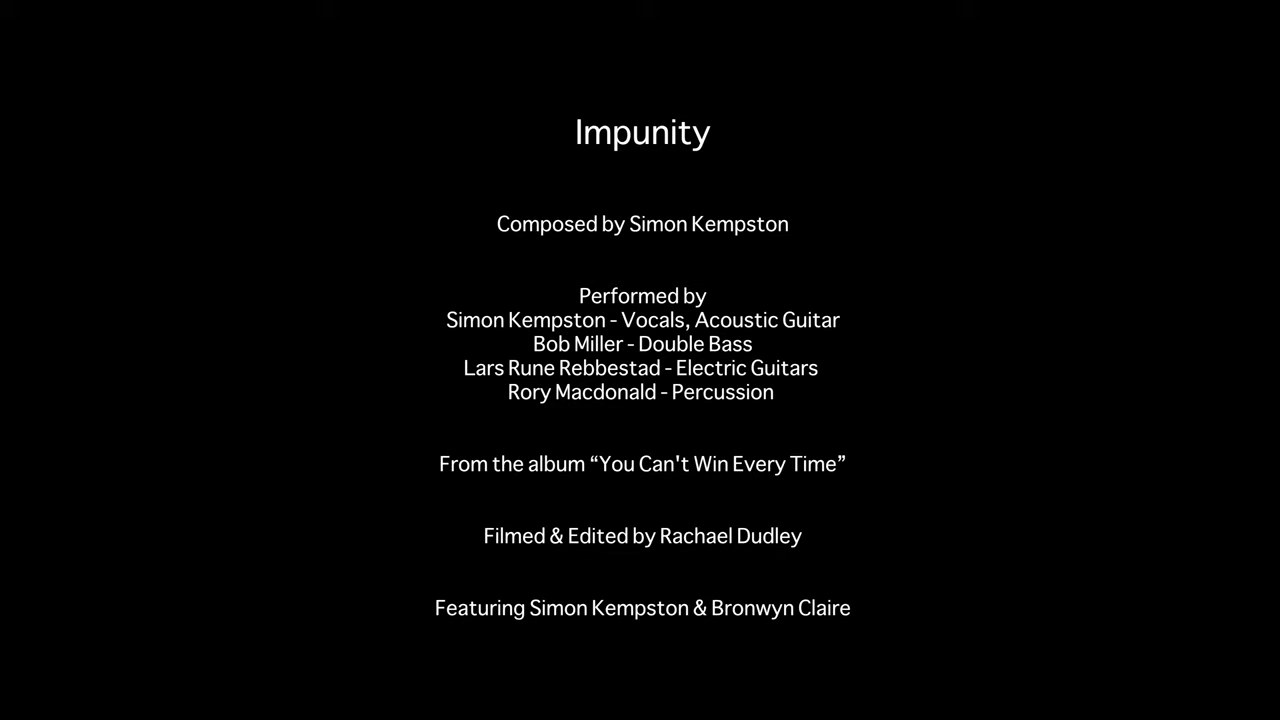 Impunity
Composed by Simon Kempston
Performed by
Simon Kempston - Vocals, Acoustic Guitar
Bob Miller - Double Bass
Lars Rune Rebbestad - Electric Guitars
Rory Macdonald - Percussion
From the album “You Can't Win Every Time”
Filmed & Edited by Rachael Dudley
Featuring Simon Kempston & Bronwyn Claire